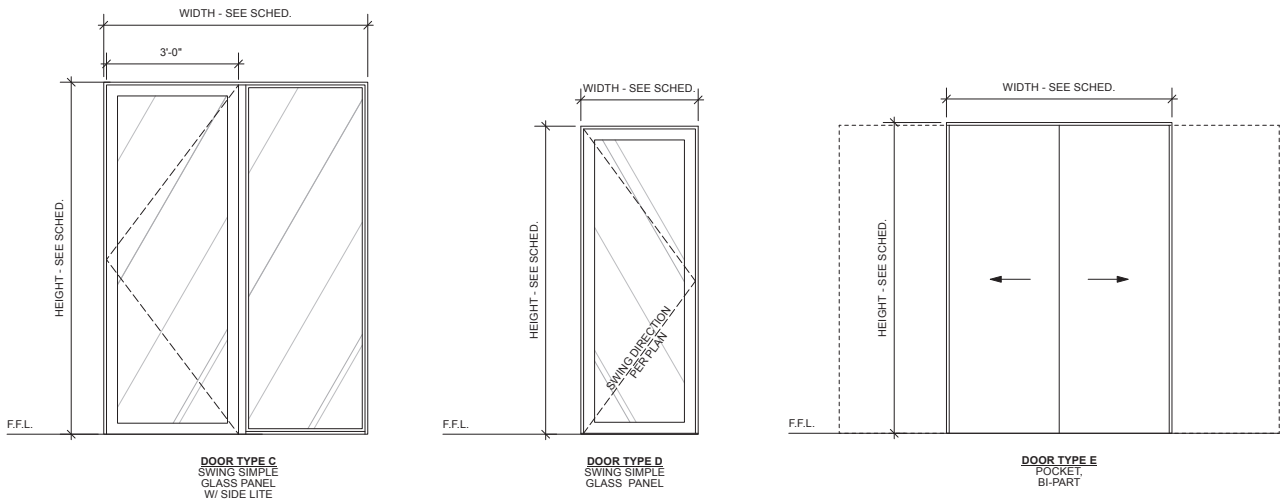 WIDTH - SEE SCHED.
3'-0"
HEIGHT - SEE SCHED.
F.F.L.
DOOR TYPE C
SWING SIMPLE
GLASS PANEL
W/ SIDE LITE
WIDTH - SEE SCHED.
HEIGHT - SEE SCHED.
SWING DIRECTION
PER PLAN
F.F.L.
DOOR TYPE D
SWING SIMPLE
GLASS PANEL
WIDTH - SEE SCHED.
HEIGHT - SEE SCHED.
F.F.L.
DOOR TYPE E
POCKET,
BI-PART